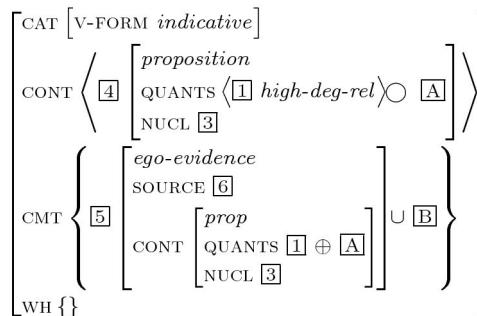 CAT [V-FORM indicative]
proposition
CONT ⟨ 4 QUANTS ⟨ 1 high-deg-rel⟩ ◯ A ⟩
NUCL 3
ego-evidence
SOURCE 6
CMT { 5 prop ∪ B }
CONT QUANTS 1 ⊕ A
NUCL 3
WH {}